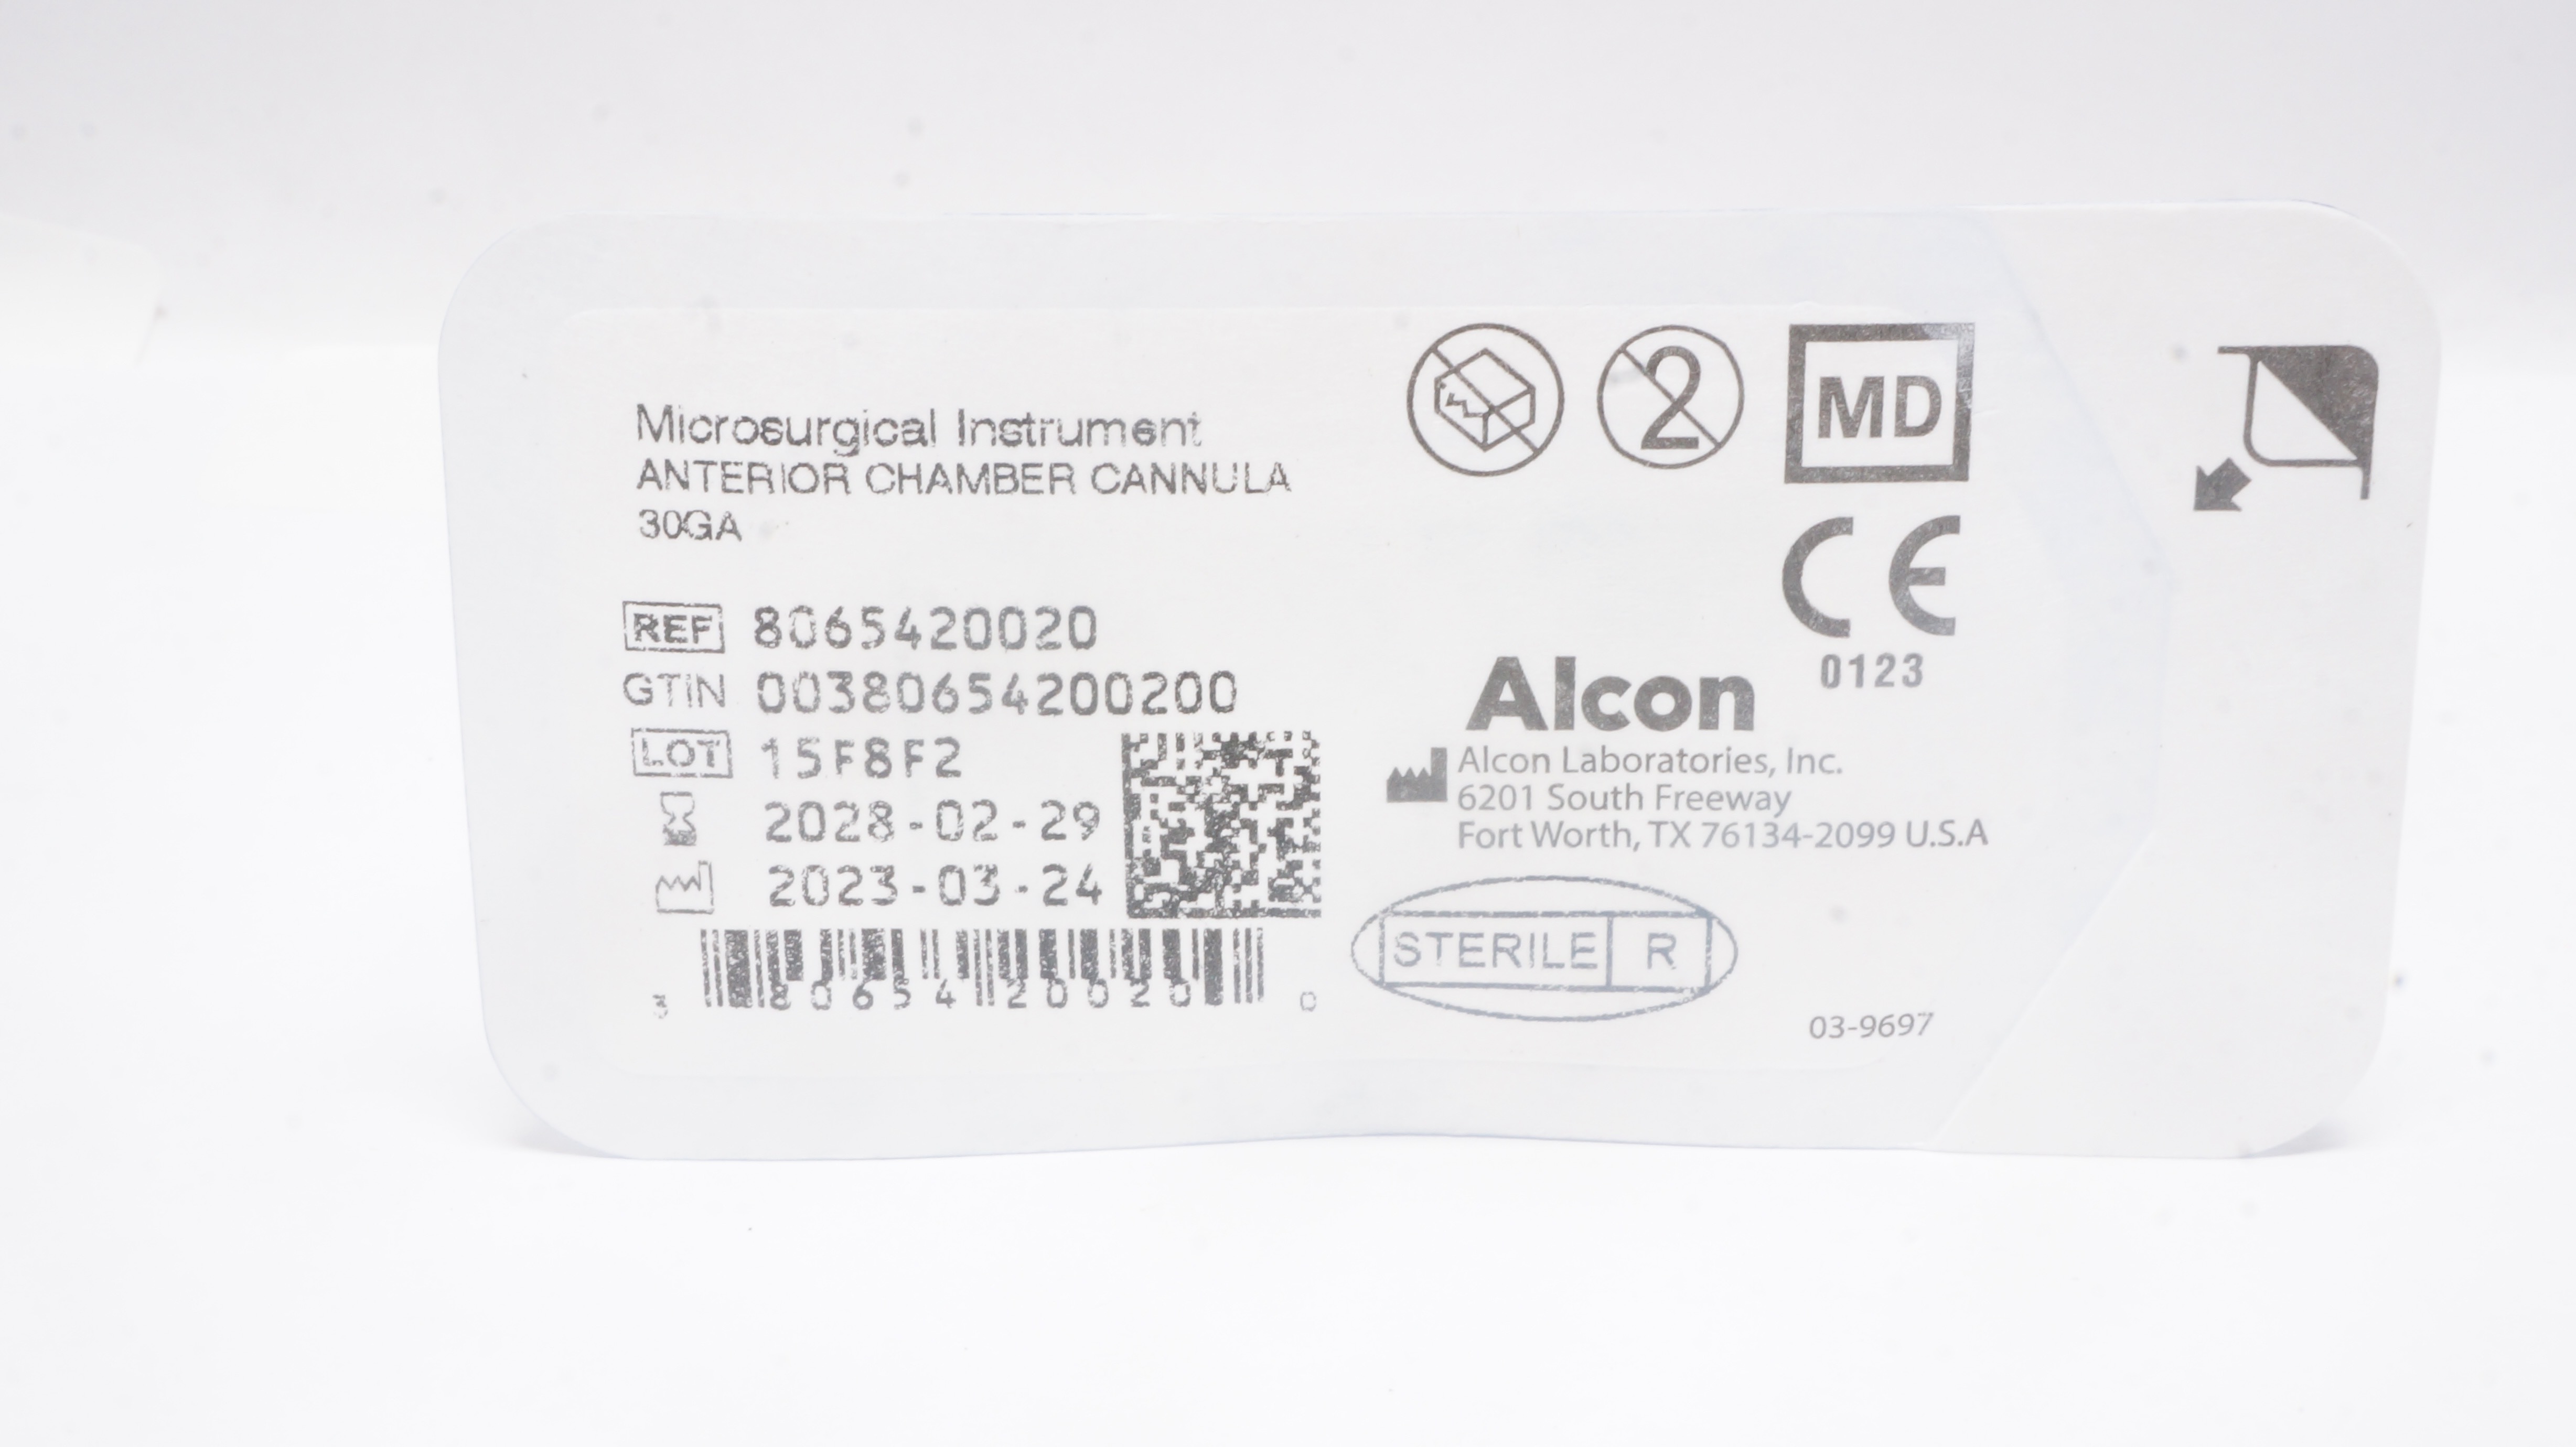 Microsurgical Instrument
ANTERIOR CHAMBER CANNULA
30GA
REF 8065420020
GTIN 00380654200200
LOT 15F8F2
2028-02-29
2023-03-24
3 80654 20020 0
2
MD
CE
0123
Alcon
Alcon Laboratories, Inc.
6201 South Freeway
Fort Worth, TX 76134-2099 U.S.A
STERILE R
03-9697